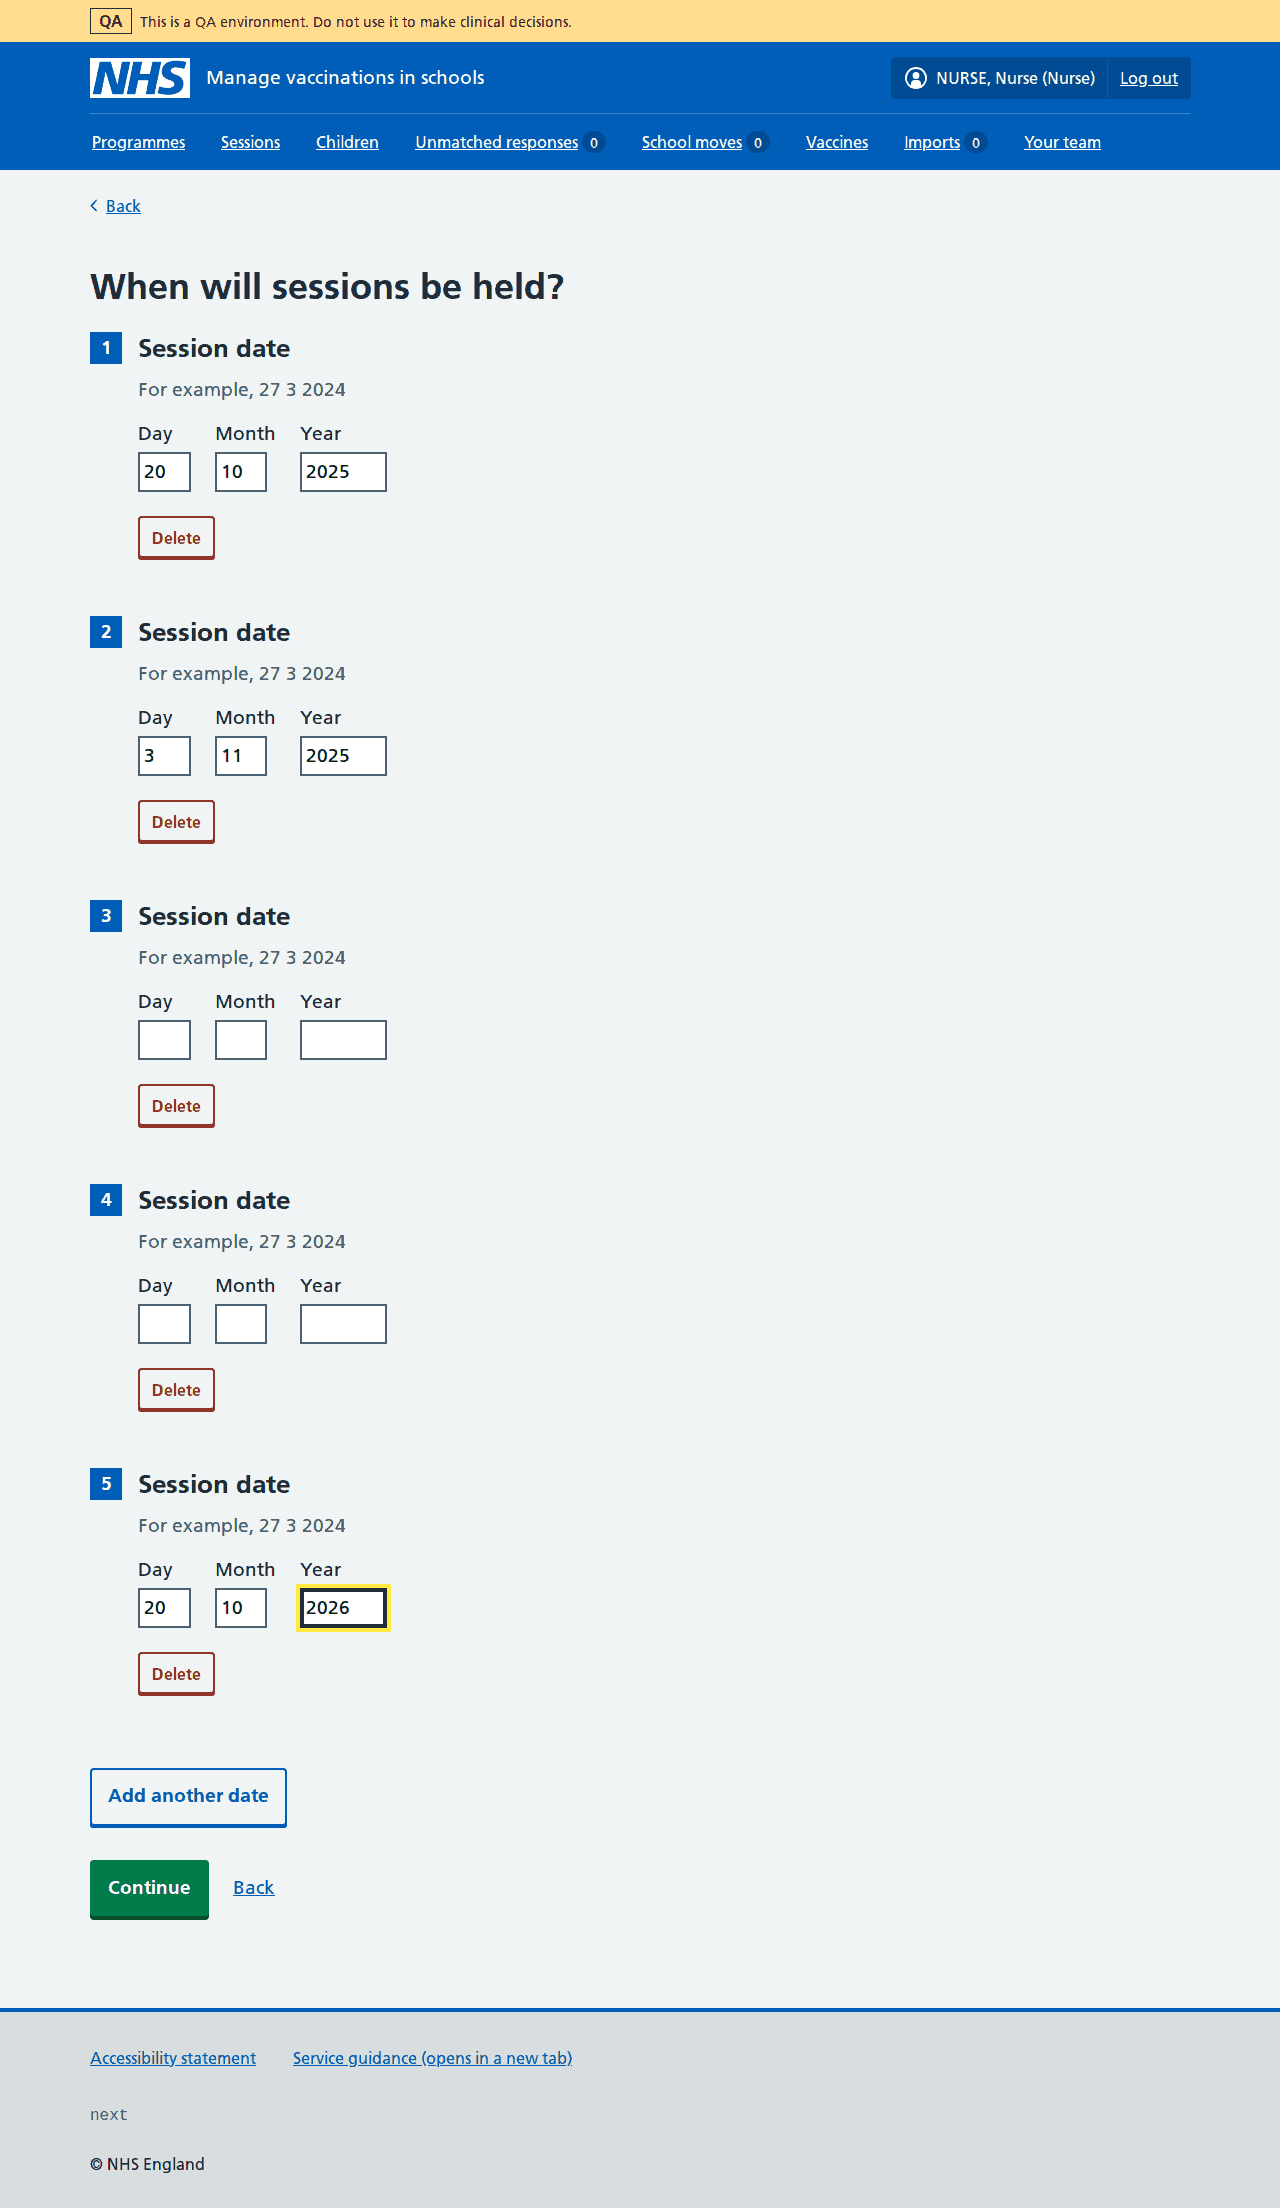 QA This is a QA environment. Do not use it to make clinical decisions.
NHS Manage vaccinations in schools NURSE, Nurse (Nurse) Log out
Programmes Sessions Children Unmatched responses 0 School moves 0 Vaccines Imports 0 Your team
Back
When will sessions be held?
1 Session date
For example, 27 3 2024
Day Month Year
20 10 2025
Delete
2 Session date
For example, 27 3 2024
Day Month Year
3 11 2025
Delete
3 Session date
For example, 27 3 2024
Day Month Year
Delete
4 Session date
For example, 27 3 2024
Day Month Year
Delete
5 Session date
For example, 27 3 2024
Day Month Year
20 10 2026
Delete
Add another date
Continue Back
Accessibility statement Service guidance (opens in a new tab)
next
© NHS England